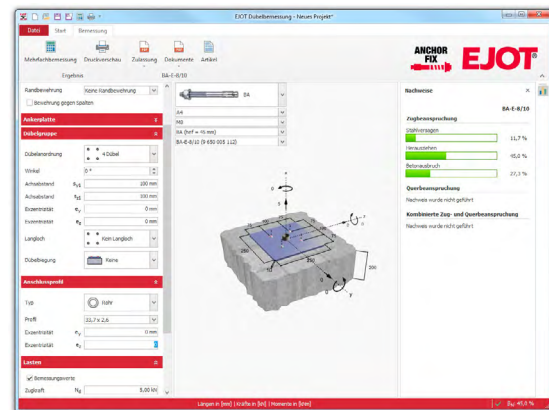 EJOT Dübelbemessung - Neues Projekt*
Datei Start Bemessung
Mehrfachbemessung Druckvorschau Zulassung Dokumente Artikel
Ergebnis BA-E-8/10
ANCHOR FIX EJOT®
Randbewehrung Keine Randbewehrung
Bewehrung gegen Spalten
Ankerplatte
Dübelgruppe
Dübelanordnung 4 Dübel
Winkel 0 °
Achsabstand 100 mm
Achsabstand 100 mm
Exzentrizität 0 mm
Exzentrizität 0 mm
Langloch Kein Langloch
Dübelbiegung Keine
Anschlussprofil
Typ Rohr
Profil 33,7 x 2,6
Exzentrizität 0 mm
Exzentrizität
Lasten
Bemessungswerte
Zugkraft 5,00 kN
BA
A4
M8
BA (hef = 45 mm)
BA-E-8/10 (9 650 005 112)
300
Nachweise
BA-E-8/10
Zugbeanspruchung
Stahlversagen
11,7 %
Herausziehen
45,0 %
Betonausbruch
27,3 %
Querbeanspruchung
Nachweis wurde nicht geführt
Kombinierte Zug- und Querbeanspruchung
Nachweis wurde nicht geführt
Längen in [mm] | Kräfte in [kN] | Momente in [kNm]
45,0 %